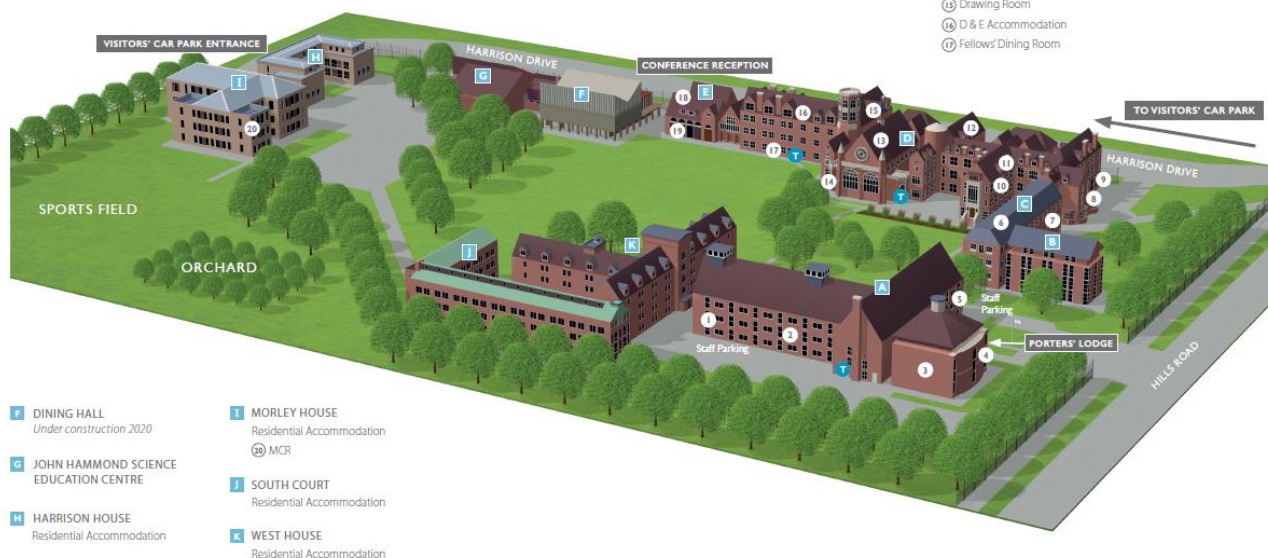 15 Drawing Room
16 D & E Accommodation
17 Fellows' Dining Room
VISITORS' CAR PARK ENTRANCE
HARRISON DRIVE
CONFERENCE RECEPTION
TO VISITORS' CAR PARK
HARRISON DRIVE
H
I
G
F
E
D
C
B
A
K
J
20
18
19
16
17
T
15
13
14
T
12
11
10
9
8
7
6
5
SPORTS FIELD
ORCHARD
1
2
3
4
T
Staff Parking
Staff
Parking
PORTERS' LODGE
HILLS ROAD
F DINING HALL
Under construction 2020
G JOHN HAMMOND SCIENCE
EDUCATION CENTRE
H HARRISON HOUSE
Residential Accommodation
I MORLEY HOUSE
Residential Accommodation
20 MCR
J SOUTH COURT
Residential Accommodation
K WEST HOUSE
Residential Accommodation